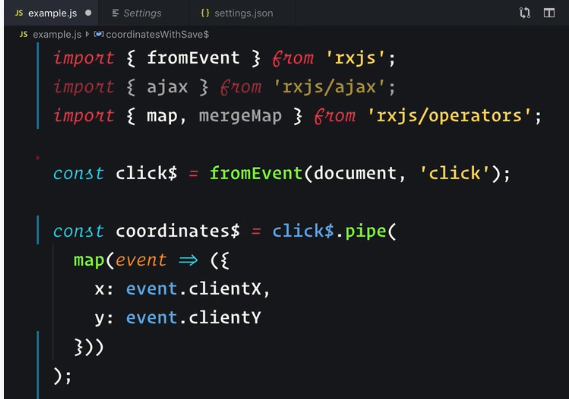 JS example.js ● Settings {} settings.json
JS example.js coordinatesWithSave$
import { fromEvent } from 'rxjs';
import { ajax } from 'rxjs/ajax';
import { map, mergeMap } from 'rxjs/operators';
const click$ = fromEvent(document, 'click');
const coordinates$ = click$.pipe(
map(event => ({
x: event.clientX,
y: event.clientY
}))
);